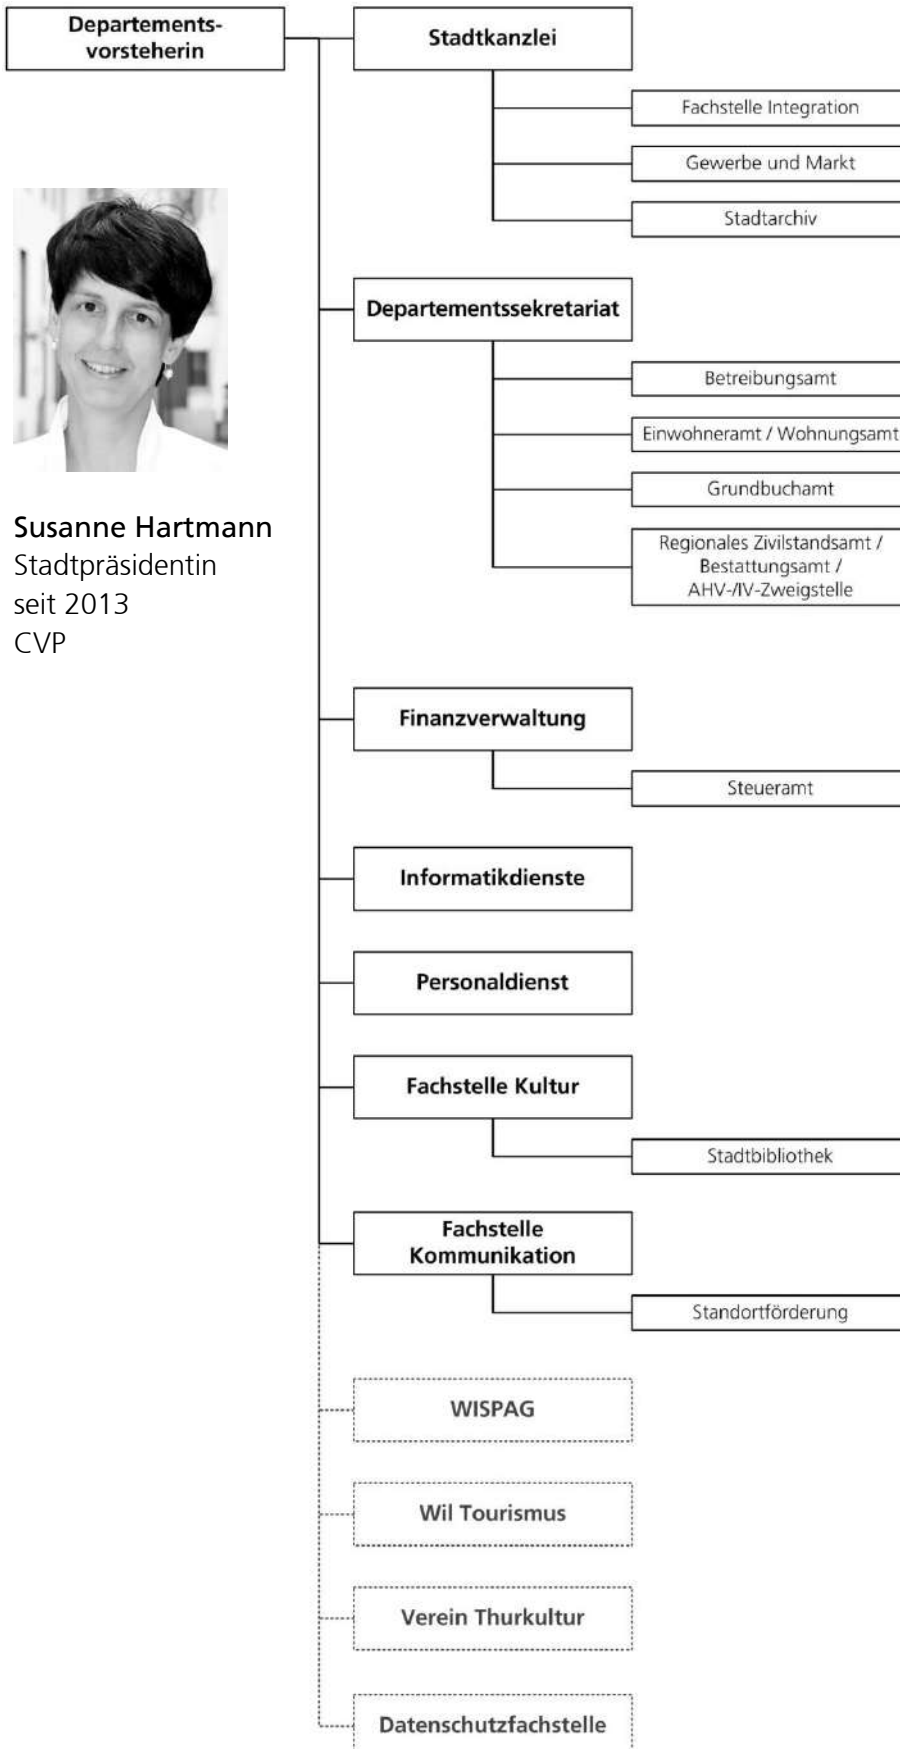 Departements-
vorsteherin
Stadtkanzlei
Fachstelle Integration
Gewerbe und Markt
Stadtarchiv
Departementssekretariat
Betreibungsamt
Einwohneramt / Wohnungsamt
Grundbuchamt
Regionales Zivilstandsamt /
Bestattungsamt /
AHV-/IV-Zweigstelle
Susanne Hartmann
Stadtpräsidentin
seit 2013
CVP
Finanzverwaltung
Steueramt
Informatikdienste
Personaldienst
Fachstelle Kultur
Stadtbibliothek
Fachstelle
Kommunikation
Standortförderung
WISPAG
Wil Tourismus
Verein Thurkultur
Datenschutzfachstelle